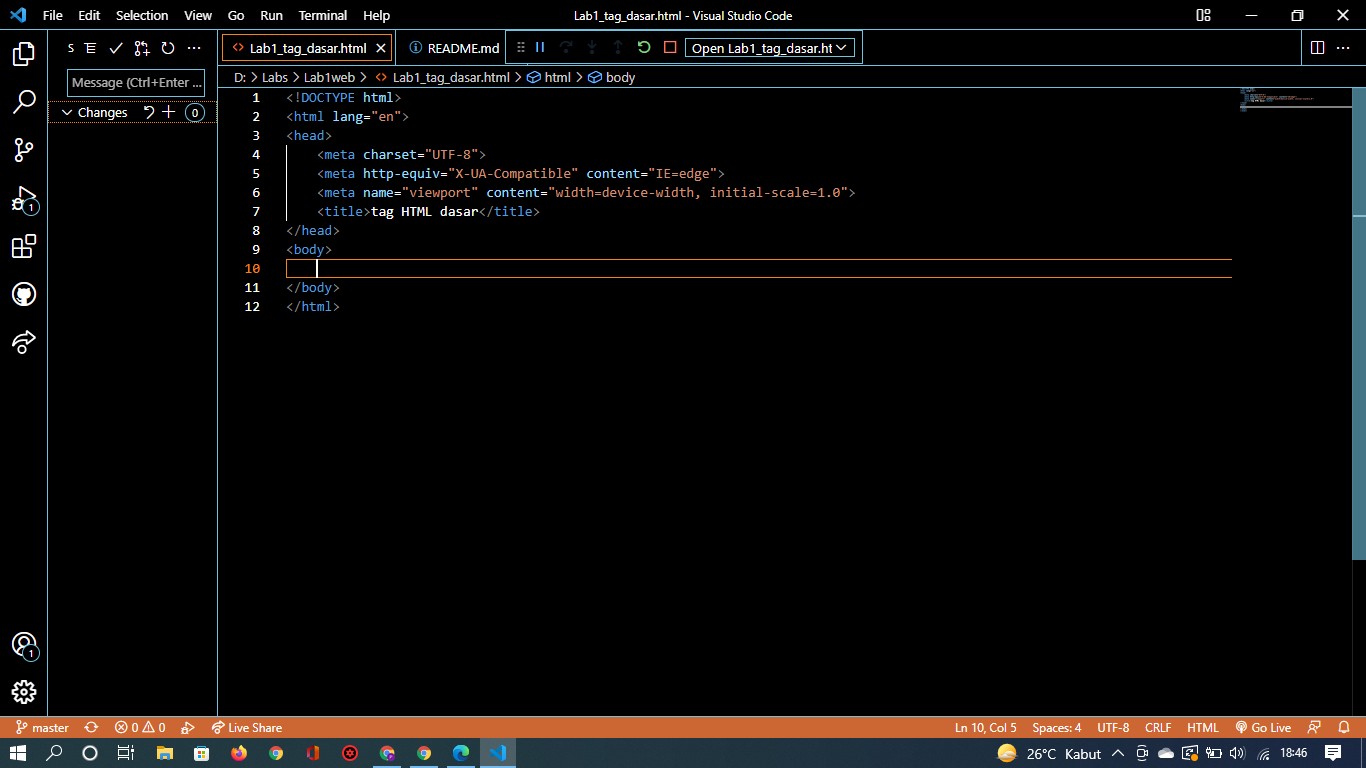 File Edit Selection View Go Run Terminal Help Lab1_tag_dasar.html - Visual Studio Code
S Lab1_tag_dasar.html README.md Open Lab1_tag_dasar.ht
Message (Ctrl+Enter ...
D: > Labs > Lab1web > Lab1_tag_dasar.html > html > body
Changes 0
1 <!DOCTYPE html>
2 <html lang="en">
3 <head>
4 <meta charset="UTF-8">
5 <meta http-equiv="X-UA-Compatible" content="IE=edge">
6 <meta name="viewport" content="width=device-width, initial-scale=1.0">
7 <title>tag HTML dasar</title>
8 </head>
9 <body>
10
11 </body>
12 </html>
1
1
master 0 0 Live Share Ln 10, Col 5 Spaces: 4 UTF-8 CRLF HTML Go Live
26°C Kabut 18:46